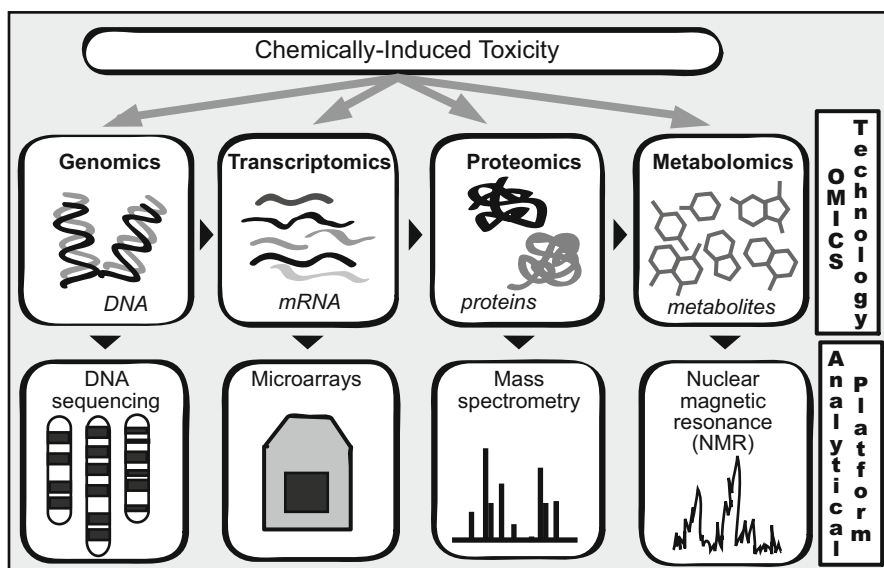 Chemically-Induced Toxicity
Genomics
DNA
Transcriptomics
mRNA
Proteomics
proteins
Metabolomics
metabolites
OMICS
Technology
DNA
sequencing
Microarrays
Mass
spectrometry
Nuclear
magnetic
resonance
(NMR)
Analytical
Platform